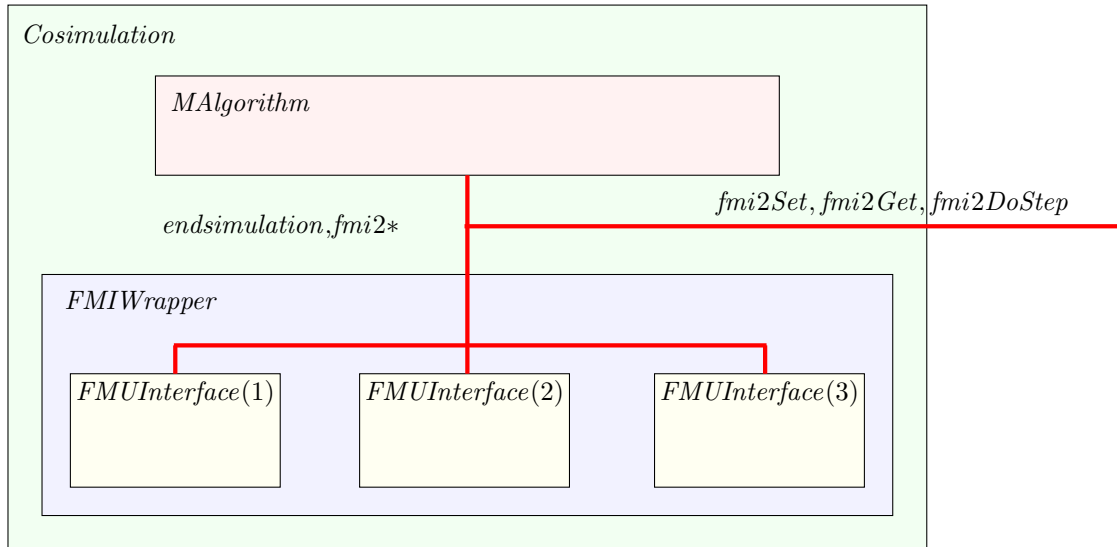 Cosimulation
MAlgorithm
fmi2Set, fmi2Get, fmi2DoStep
endsimulation,fmi2*
FMIWrapper
FMUInterface(1)
FMUInterface(2)
FMUInterface(3)